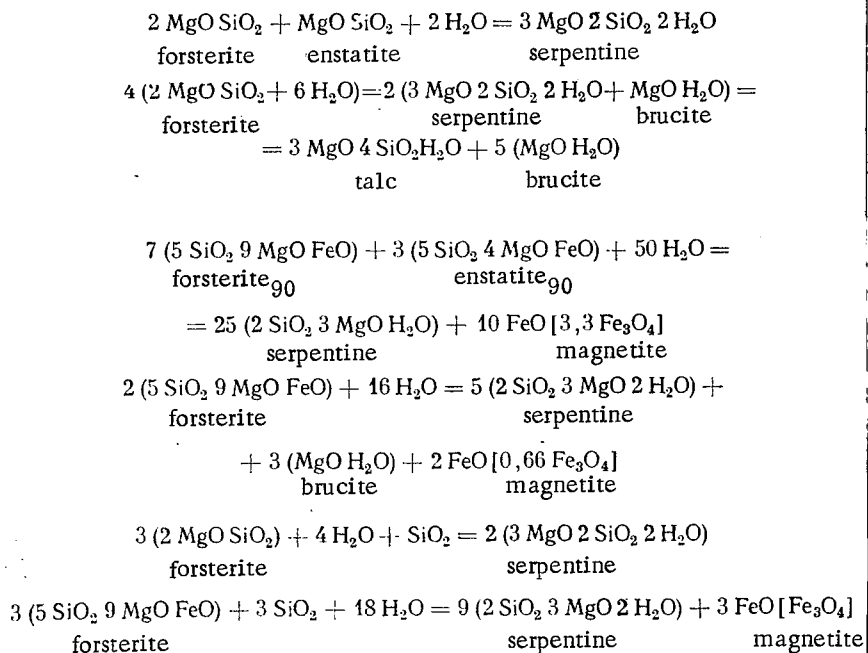 2 MgO SiO₂ + MgO SiO₂ + 2 H₂O = 3 MgO 2 SiO₂ 2 H₂O
forsterite enstatite serpentine
4 (2 MgO SiO₂ + 6 H₂O) = 2 (3 MgO 2 SiO₂ 2 H₂O + MgO H₂O) =
forsterite serpentine brucite
= 3 MgO 4 SiO₂H₂O + 5 (MgO H₂O)
talc brucite
7 (5 SiO₂ 9 MgO FeO) + 3 (5 SiO₂ 4 MgO FeO) + 50 H₂O =
forsterite₉₀ enstatite₉₀
= 25 (2 SiO₂ 3 MgO H₂O) + 10 FeO [3,3 Fe₃O₄]
serpentine magnetite
2 (5 SiO₂ 9 MgO FeO) + 16 H₂O = 5 (2 SiO₂ 3 MgO 2 H₂O) +
forsterite serpentine
+ 3 (MgO H₂O) + 2 FeO [0,66 Fe₃O₄]
brucite magnetite
3 (2 MgO SiO₂) + 4 H₂O + SiO₂ = 2 (3 MgO 2 SiO₂ 2 H₂O)
forsterite serpentine
3 (5 SiO₂ 9 MgO FeO) + 3 SiO₂ + 18 H₂O = 9 (2 SiO₂ 3 MgO 2 H₂O) + 3 FeO [Fe₃O₄]
forsterite serpentine magnetite